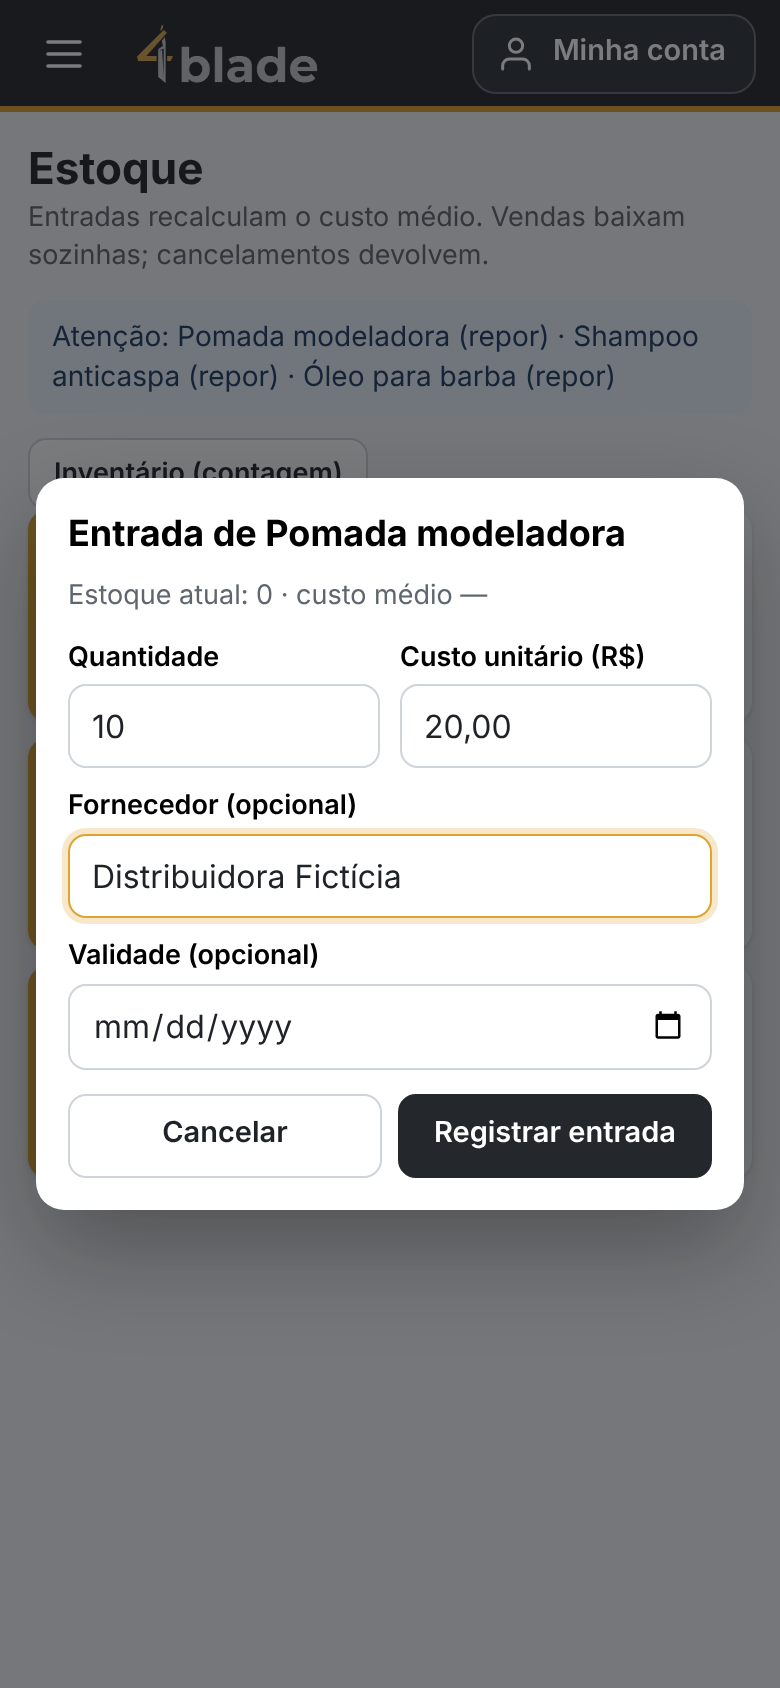 4blade
Minha conta
Estoque
Entradas recalculam o custo médio. Vendas baixam
sozinhas; cancelamentos devolvem.
Atenção: Pomada modeladora (repor) · Shampoo
anticaspa (repor) · Óleo para barba (repor)
Inventário (contagem)
Entrada de Pomada modeladora
Estoque atual: 0 · custo médio —
Quantidade
Custo unitário (R$)
10
20,00
Fornecedor (opcional)
Distribuidora Fictícia
Validade (opcional)
mm/dd/yyyy
Cancelar
Registrar entrada